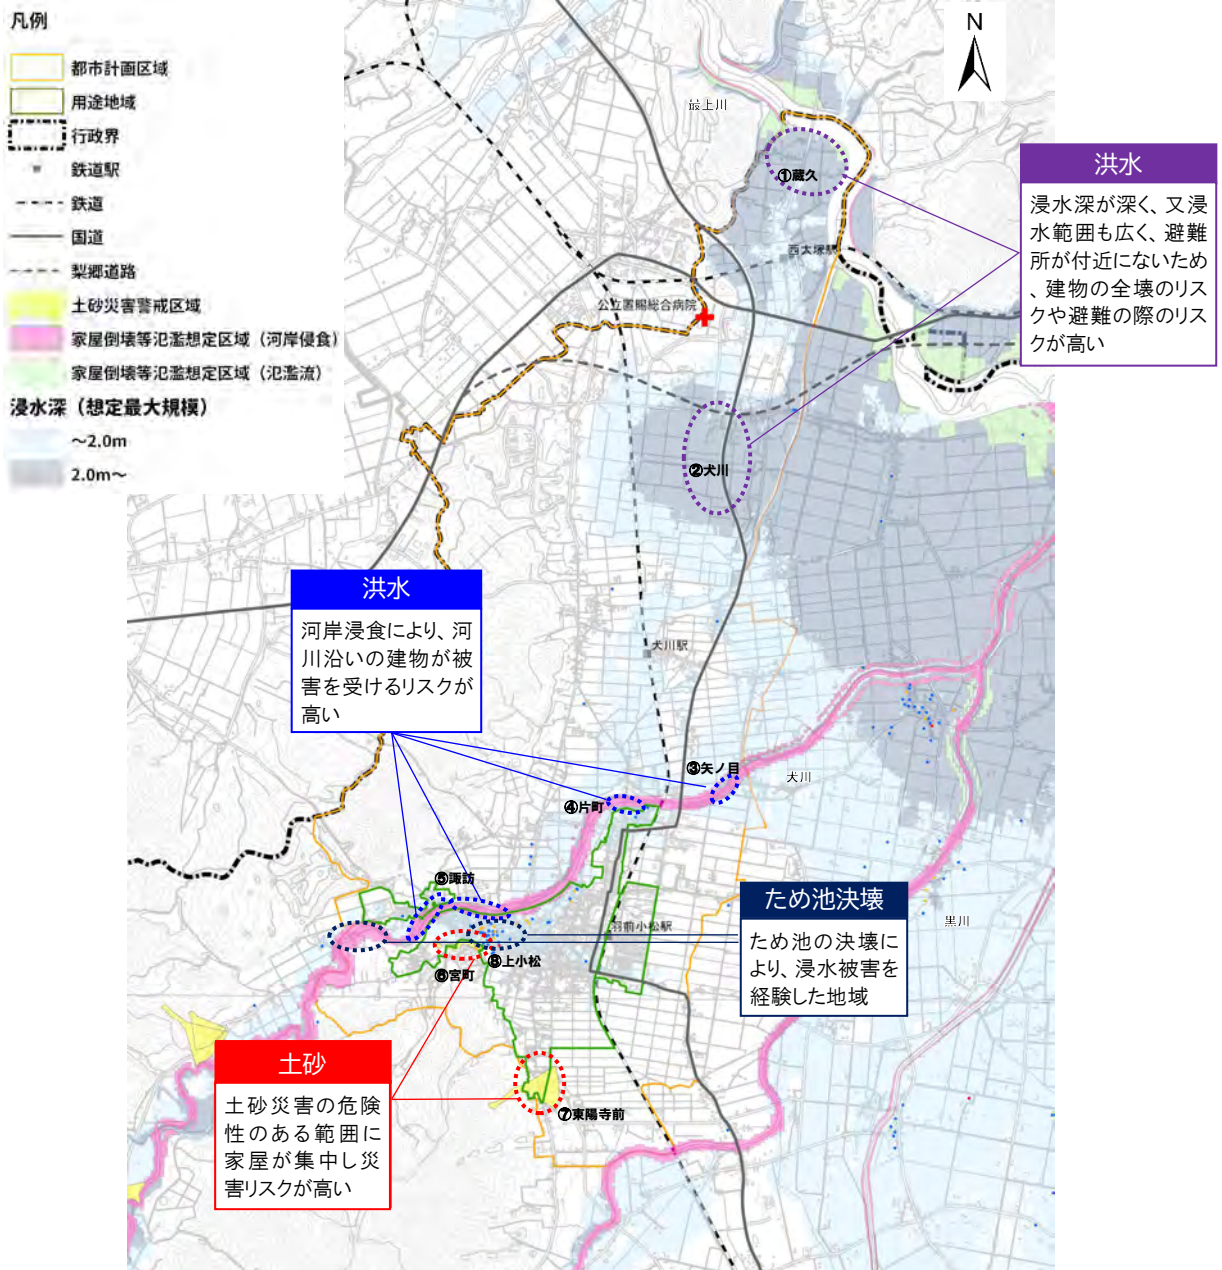 凡例
都市計画区域
用途地域
行政界
鉄道駅
鉄道
国道
梨郷道路
土砂災害警戒区域
家屋倒壊等氾濫想定区域（河岸侵食）
家屋倒壊等氾濫想定区域（氾濫流）
浸水深（想定最大規模）
～2.0m
2.0m～
N
最上川
①蔵久
西大塚駅
公立置賜総合病院
洪水
浸水深が深く、又浸
水範囲も広く、避難
所が付近にないため
、建物の全壊のリス
クや避難の際のリス
クが高い
②犬川
洪水
河岸浸食により、河
川沿いの建物が被
害を受けるリスクが
高い
犬川駅
③矢ノ目
犬川
④片町
⑤諏訪
羽前小松駅
⑧上小松
⑥宮町
ため池決壊
ため池の決壊に
より、浸水被害を
経験した地域
黒川
土砂
土砂災害の危険
性のある範囲に
家屋が集中し災
害リスクが高い
⑦東陽寺前